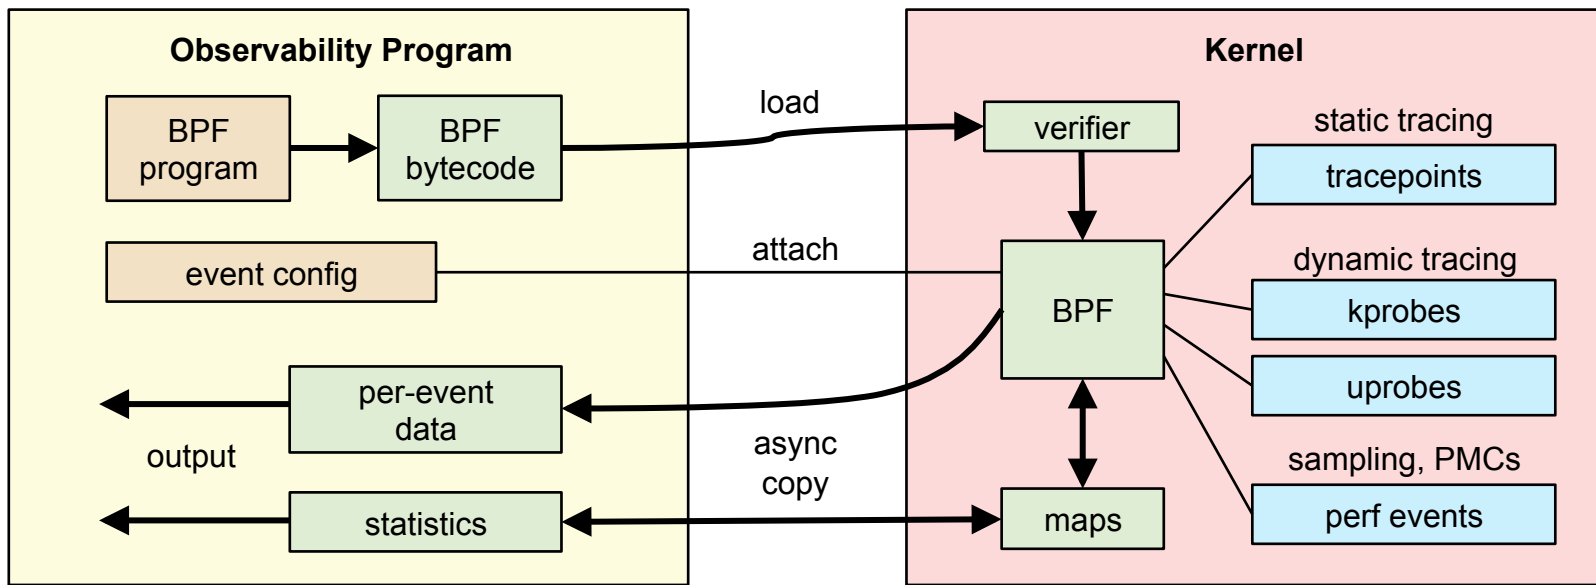 Observability Program
BPF
program
BPF
bytecode
event config
per-event
data
output
statistics
load
attach
async
copy
Kernel
verifier
BPF
maps
static tracing
tracepoints
dynamic tracing
kprobes
uprobes
sampling, PMCs
perf events